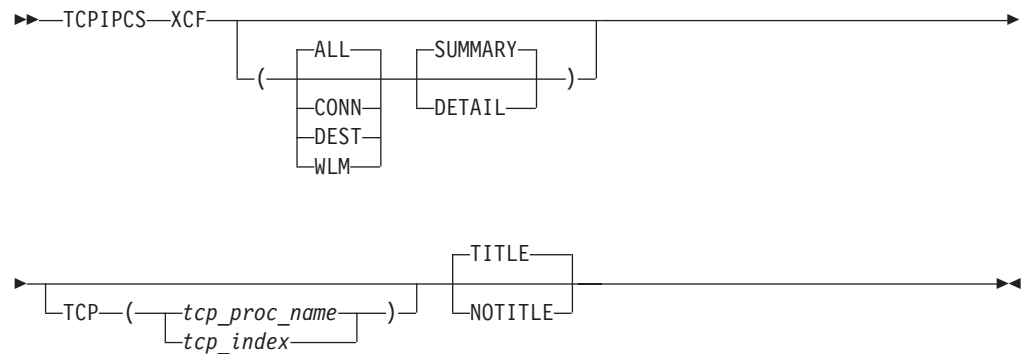 TCPIPCS XCF
ALL SUMMARY
( )
CONN DETAIL
DEST
WLM
TITLE
TCP ( tcp_proc_name ) NOTITLE
tcp_index